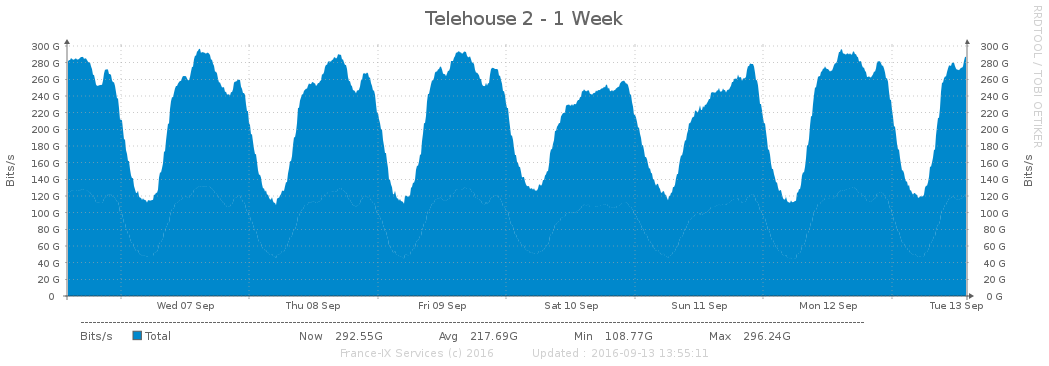 Telehouse 2 - 1 Week
RRDTOOL / TOBI OETIKER
Bits/s
300 G
280 G
260 G
240 G
220 G
200 G
180 G
160 G
140 G
120 G
100 G
80 G
60 G
40 G
20 G
0
300 G
280 G
260 G
240 G
220 G
200 G
180 G
160 G
140 G
120 G
100 G
80 G
60 G
40 G
20 G
0 G
Bits/s
Wed 07 Sep Thu 08 Sep Fri 09 Sep Sat 10 Sep Sun 11 Sep Mon 12 Sep Tue 13 Sep
Bits/s Total Now 292.55G Avg 217.69G Min 108.77G Max 296.24G
France-IX Services (c) 2016 Updated : 2016-09-13 13:55:11